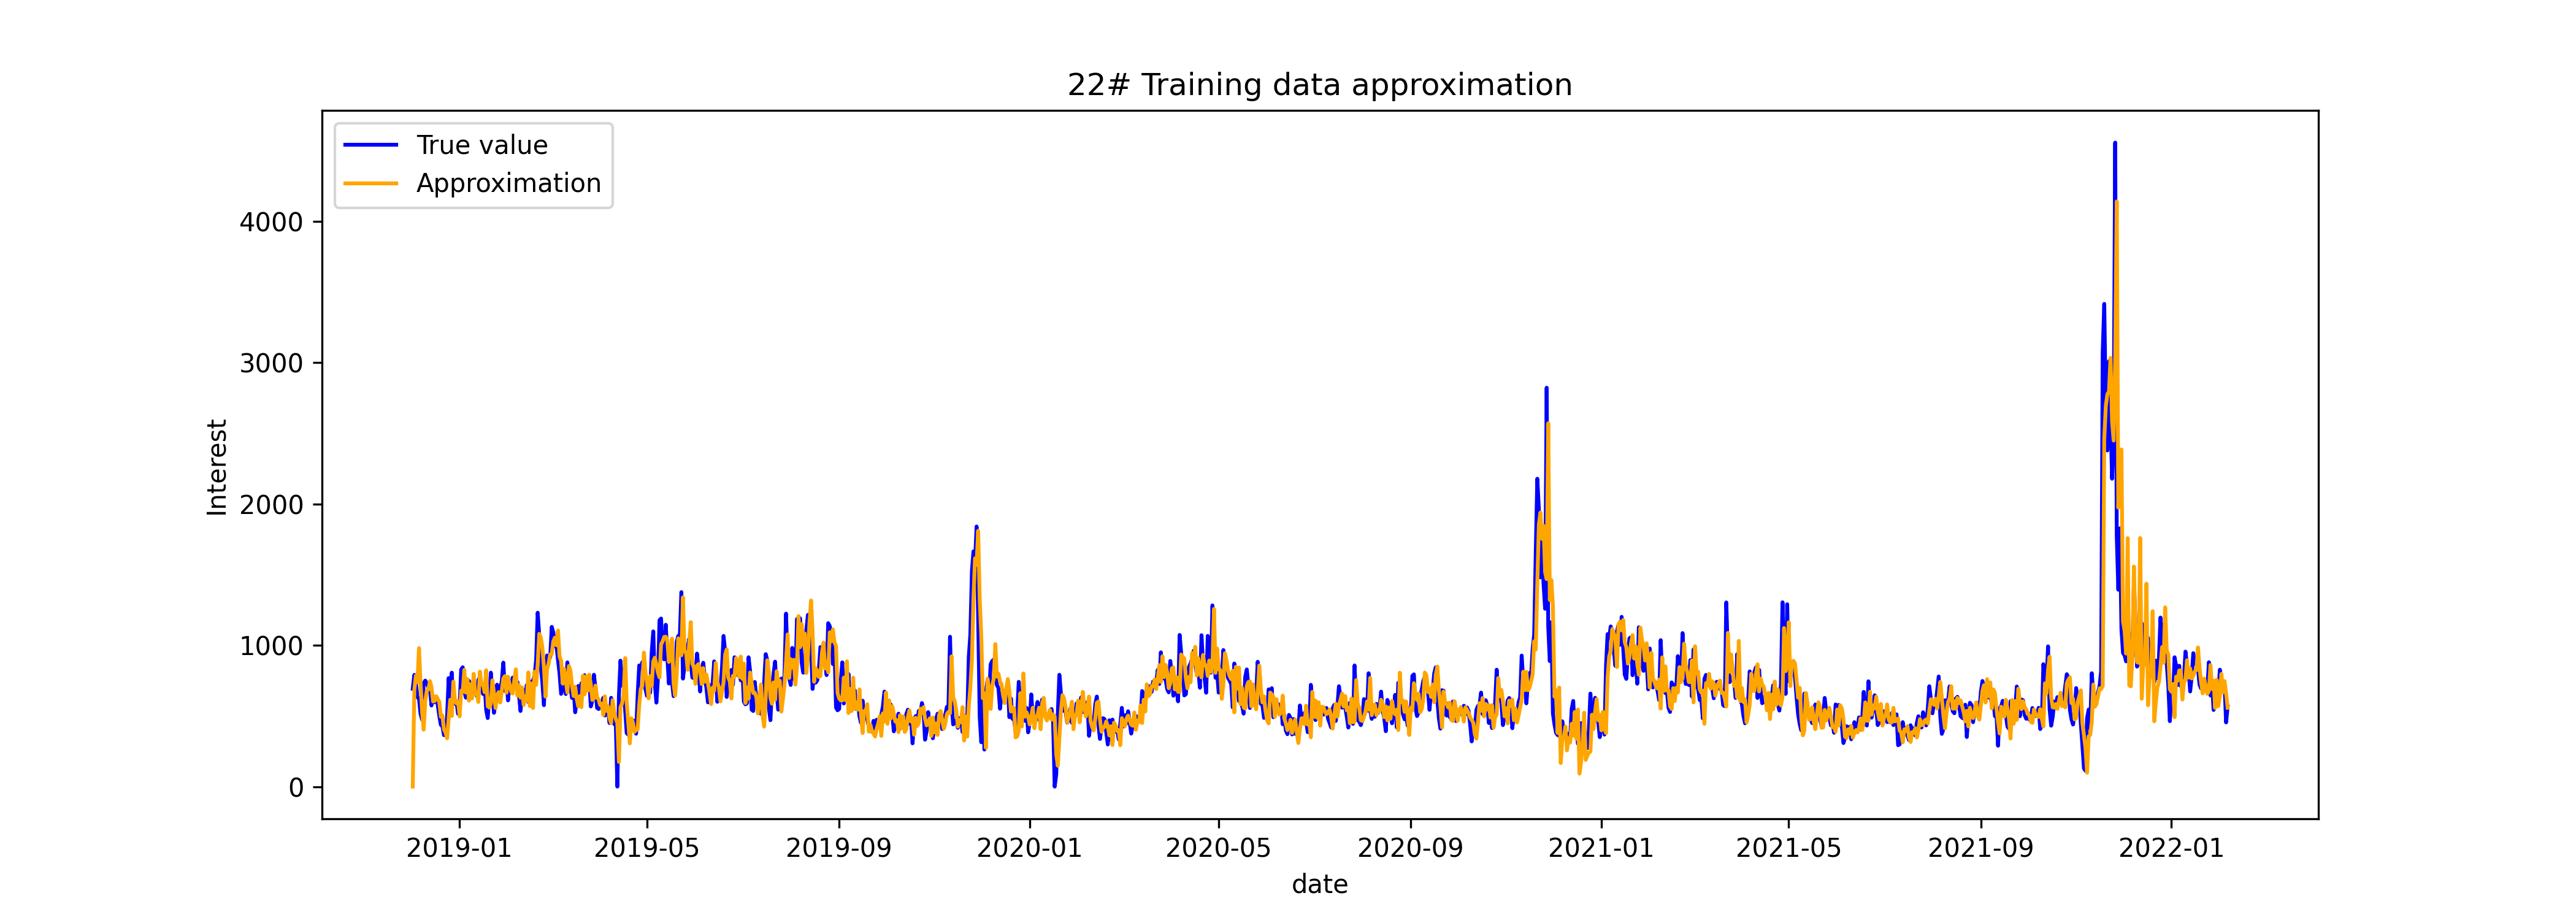 22# Training data approximation
True value
Approximation
4000
3000
2000
1000
0
Interest
2019-01 2019-05 2019-09 2020-01 2020-05 2020-09 2021-01 2021-05 2021-09 2022-01
date